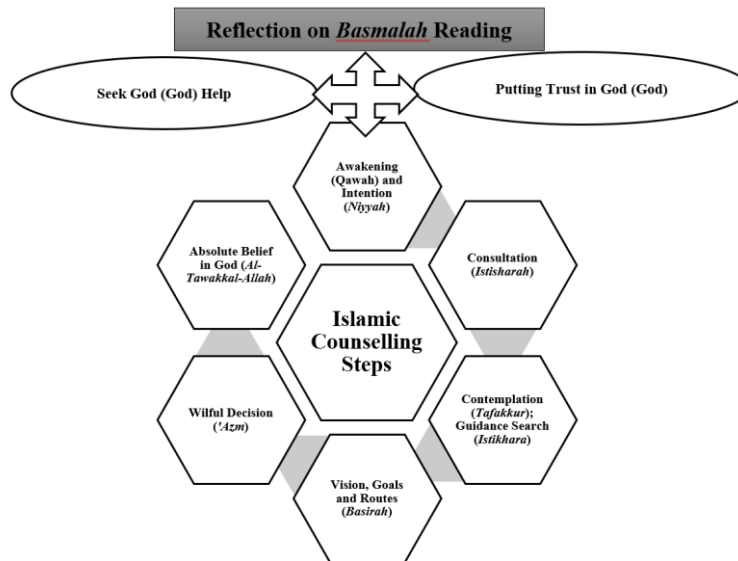 Reflection on Basmalah Reading
Seek God (God) Help
Putting Trust in God (God)
Awakening
(Qawah) and
Intention
(Niyyah)
Absolute Belief
in God (Al-
Tawakkal-Allah)
Consultation
(Istisharah)
Islamic
Counselling
Steps
Wilful Decision
('Azm)
Contemplation
(Tafakkur);
Guidance Search
(Istikhara)
Vision, Goals
and Routes
(Basirah)